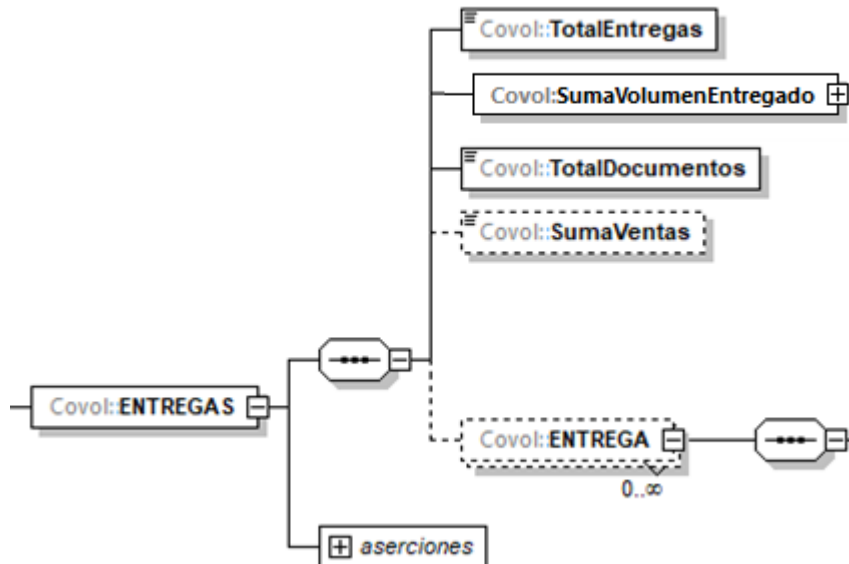 Covol::TotalEntregas
Covol:SumaVolumenEntregado
Covol::TotalDocumentos
Covol::SumaVentas
Covol::ENTREGAS
Covol::ENTREGA
0..∞
aserciones